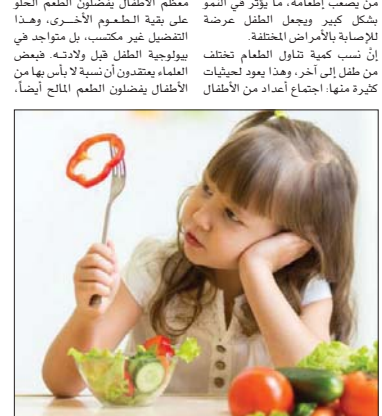 من يصعب إطعامه، ما يؤثر في النمو
بشكل كبير ويجعل الطفل عرضة
للإصابة بالأمراض المختلفة.
إنّ نسب كمية تناول الطعام تختلف
من طفل إلى آخر، وهذا يعود لحيثيات
كثيرة منها: اجتماع أعداد من الأطفال
معظم الأطفال يفضلون الطعم الحلو
على بقية الطعوم الأخرى، وهذا
التفضيل غير مكتسب، بل متواجد في
بيولوجية الطفل قبل ولادته. فبعض
العلماء يعتقدون أن نسبة لا بأس بها من
الأطفال يفضلون الطعم المالح أيضاً،